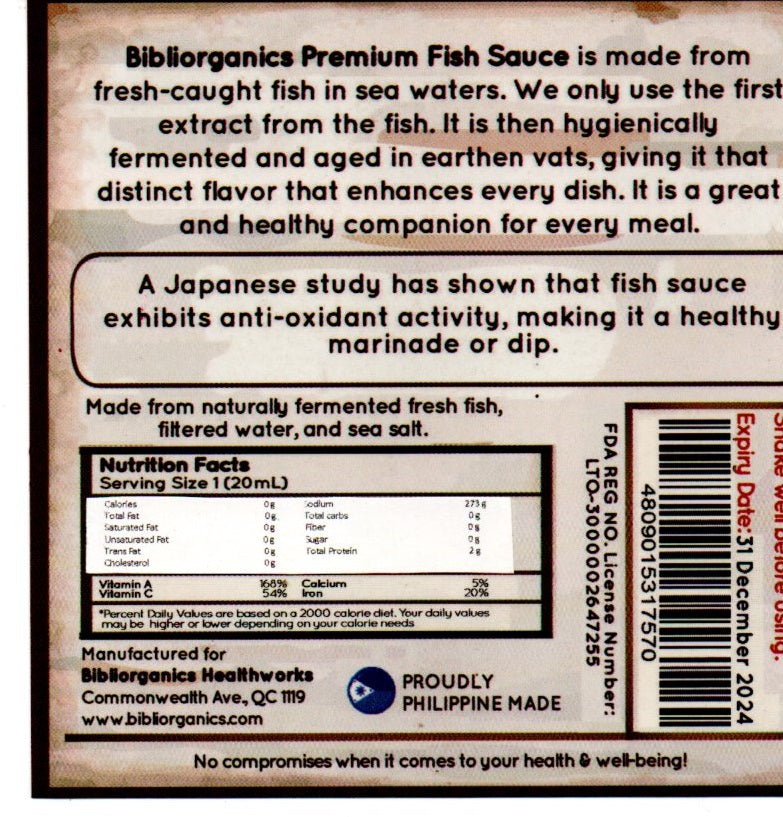 Bibliorganics Premium Fish Sauce is made from
fresh-caught fish in sea waters. We only use the first
extract from the fish. It is then hygienically
fermented and aged in earthen vats, giving it that
distinct flavor that enhances every dish. It is a great
and healthy companion for every meal.
A Japanese study has shown that fish sauce
exhibits anti-oxidant activity, making it a healthy
marinade or dip.
Made from naturally fermented fresh fish,
filtered water, and sea salt.
Nutrition Facts
Serving Size 1 (20mL)
Calories 0g Sodium 273g
Total Fat 0g Total carbs 0g
Saturated Fat 0g Fiber 0g
Unsaturated Fat 0g Sugar 0g
Trans Fat 0g Total Protein 2g
Cholesterol 0g
Vitamin A 168% Calcium 5%
Vitamin C 54% Iron 20%
*Percent Daily Values are based on a 2000 calorie diet. Your daily values
may be higher or lower depending on your calorie needs
Manufactured for
Bibliorganics Healthworks
Commonwealth Ave., QC 1119
www.bibliorganics.com
PROUDLY
PHILIPPINE MADE
FDA REG NO. License Number:
LTO-3000002647255
4809015317570
Shake well before using.
Expiry Date: 31 December 2024
No compromises when it comes to your health & well-being!